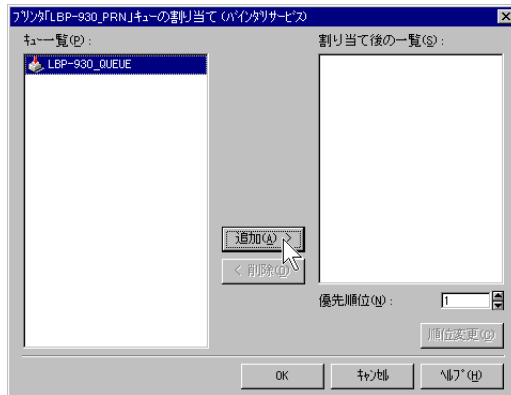 ﾌﾟﾘﾝﾀ｢LBP-930_PRN｣ｷｭｰの割り当て (ﾊﾞｲﾝﾀﾞﾘｻｰﾋﾞｽ)
ｷｭｰ一覧(P):
LBP-930_QUEUE
割り当て後の一覧(S):
追加(A) >
< 削除(D)
優先順位(N):
1
順位変更(C)
OK
ｷｬﾝｾﾙ
ﾍﾙﾌﾟ(H)